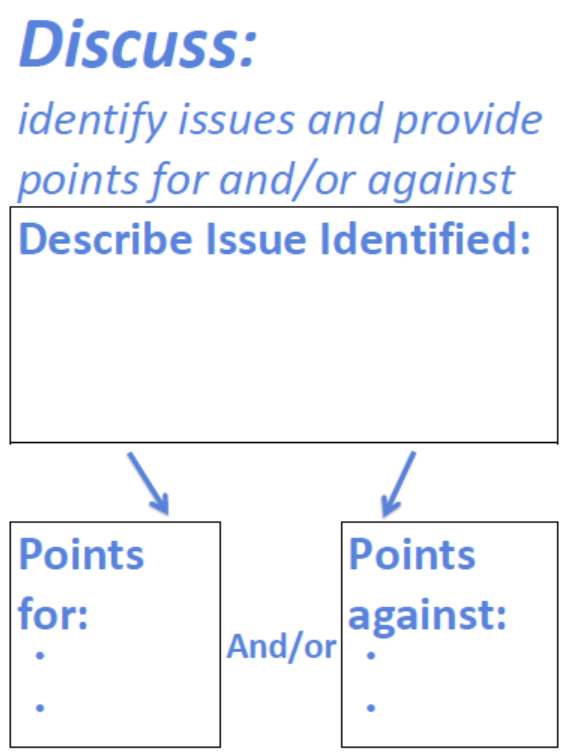 Discuss:
identify issues and provide
points for and/or against
Describe Issue Identified:
Points
for:
•
•
And/or
Points
against:
•
•